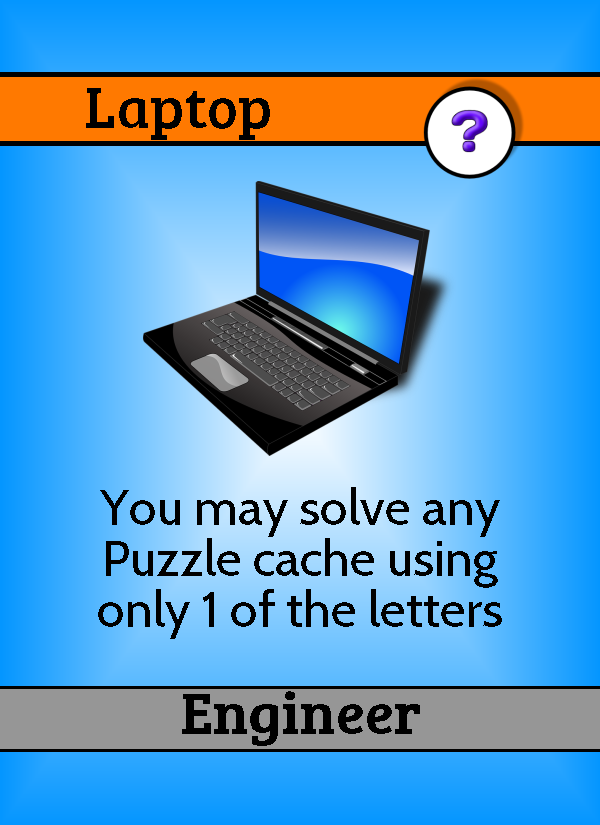 Laptop
?
You may solve any
Puzzle cache using
only 1 of the letters
Engineer